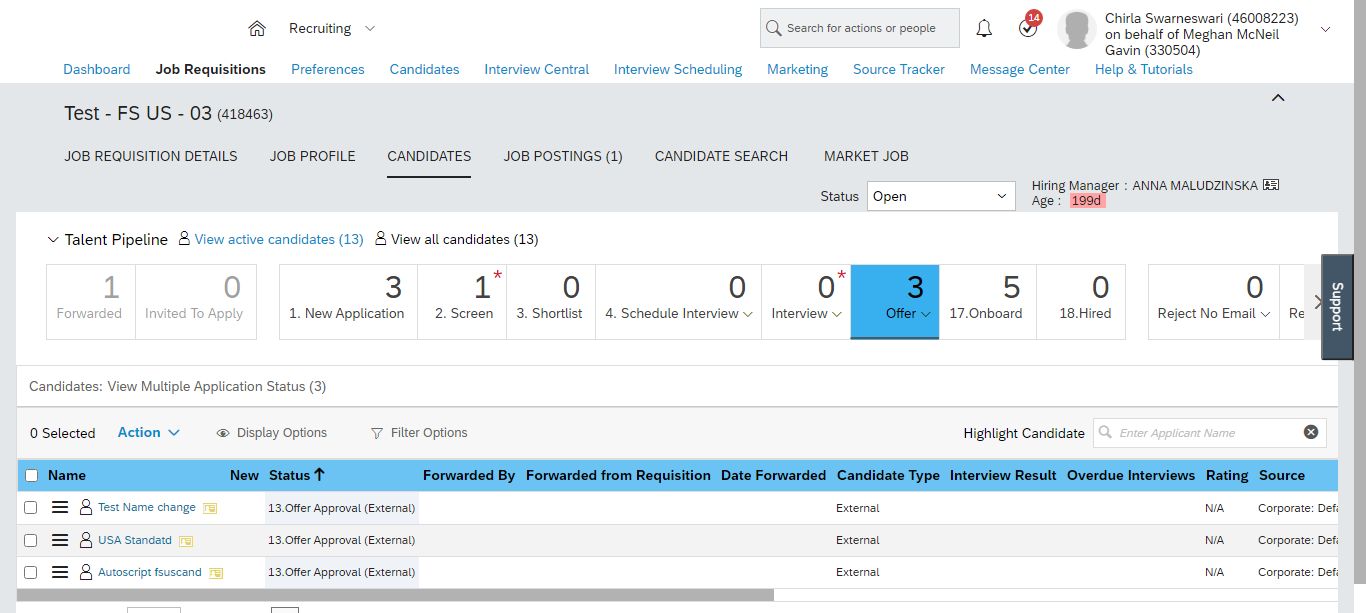 Recruiting
Search for actions or people
14
Chirla Swarneswari (46008223)
on behalf of Meghan McNeil
Gavin (330504)
Dashboard Job Requisitions Preferences Candidates Interview Central Interview Scheduling Marketing Source Tracker Message Center Help & Tutorials
Test - FS US - 03 (418463)
JOB REQUISITION DETAILS JOB PROFILE CANDIDATES JOB POSTINGS (1) CANDIDATE SEARCH MARKET JOB
Status Open
Hiring Manager : ANNA MALUDZINSKA
Age : 199d
Talent Pipeline View active candidates (13) View all candidates (13)
1 0 3 1* 0 0 0* 3 5 0 0
Forwarded Invited To Apply 1. New Application 2. Screen 3. Shortlist 4. Schedule Interview Interview Offer 17.Onboard 18.Hired Reject No Email Re
Support
Candidates: View Multiple Application Status (3)
0 Selected Action Display Options Filter Options Highlight Candidate Enter Applicant Name
Name New Status Forwarded By Forwarded from Requisition Date Forwarded Candidate Type Interview Result Overdue Interviews Rating Source
Test Name change 13.Offer Approval (External) External N/A Corporate: Defa
USA Standatd 13.Offer Approval (External) External N/A Corporate: Defa
Autoscript fsuscand 13.Offer Approval (External) External N/A Corporate: Defa